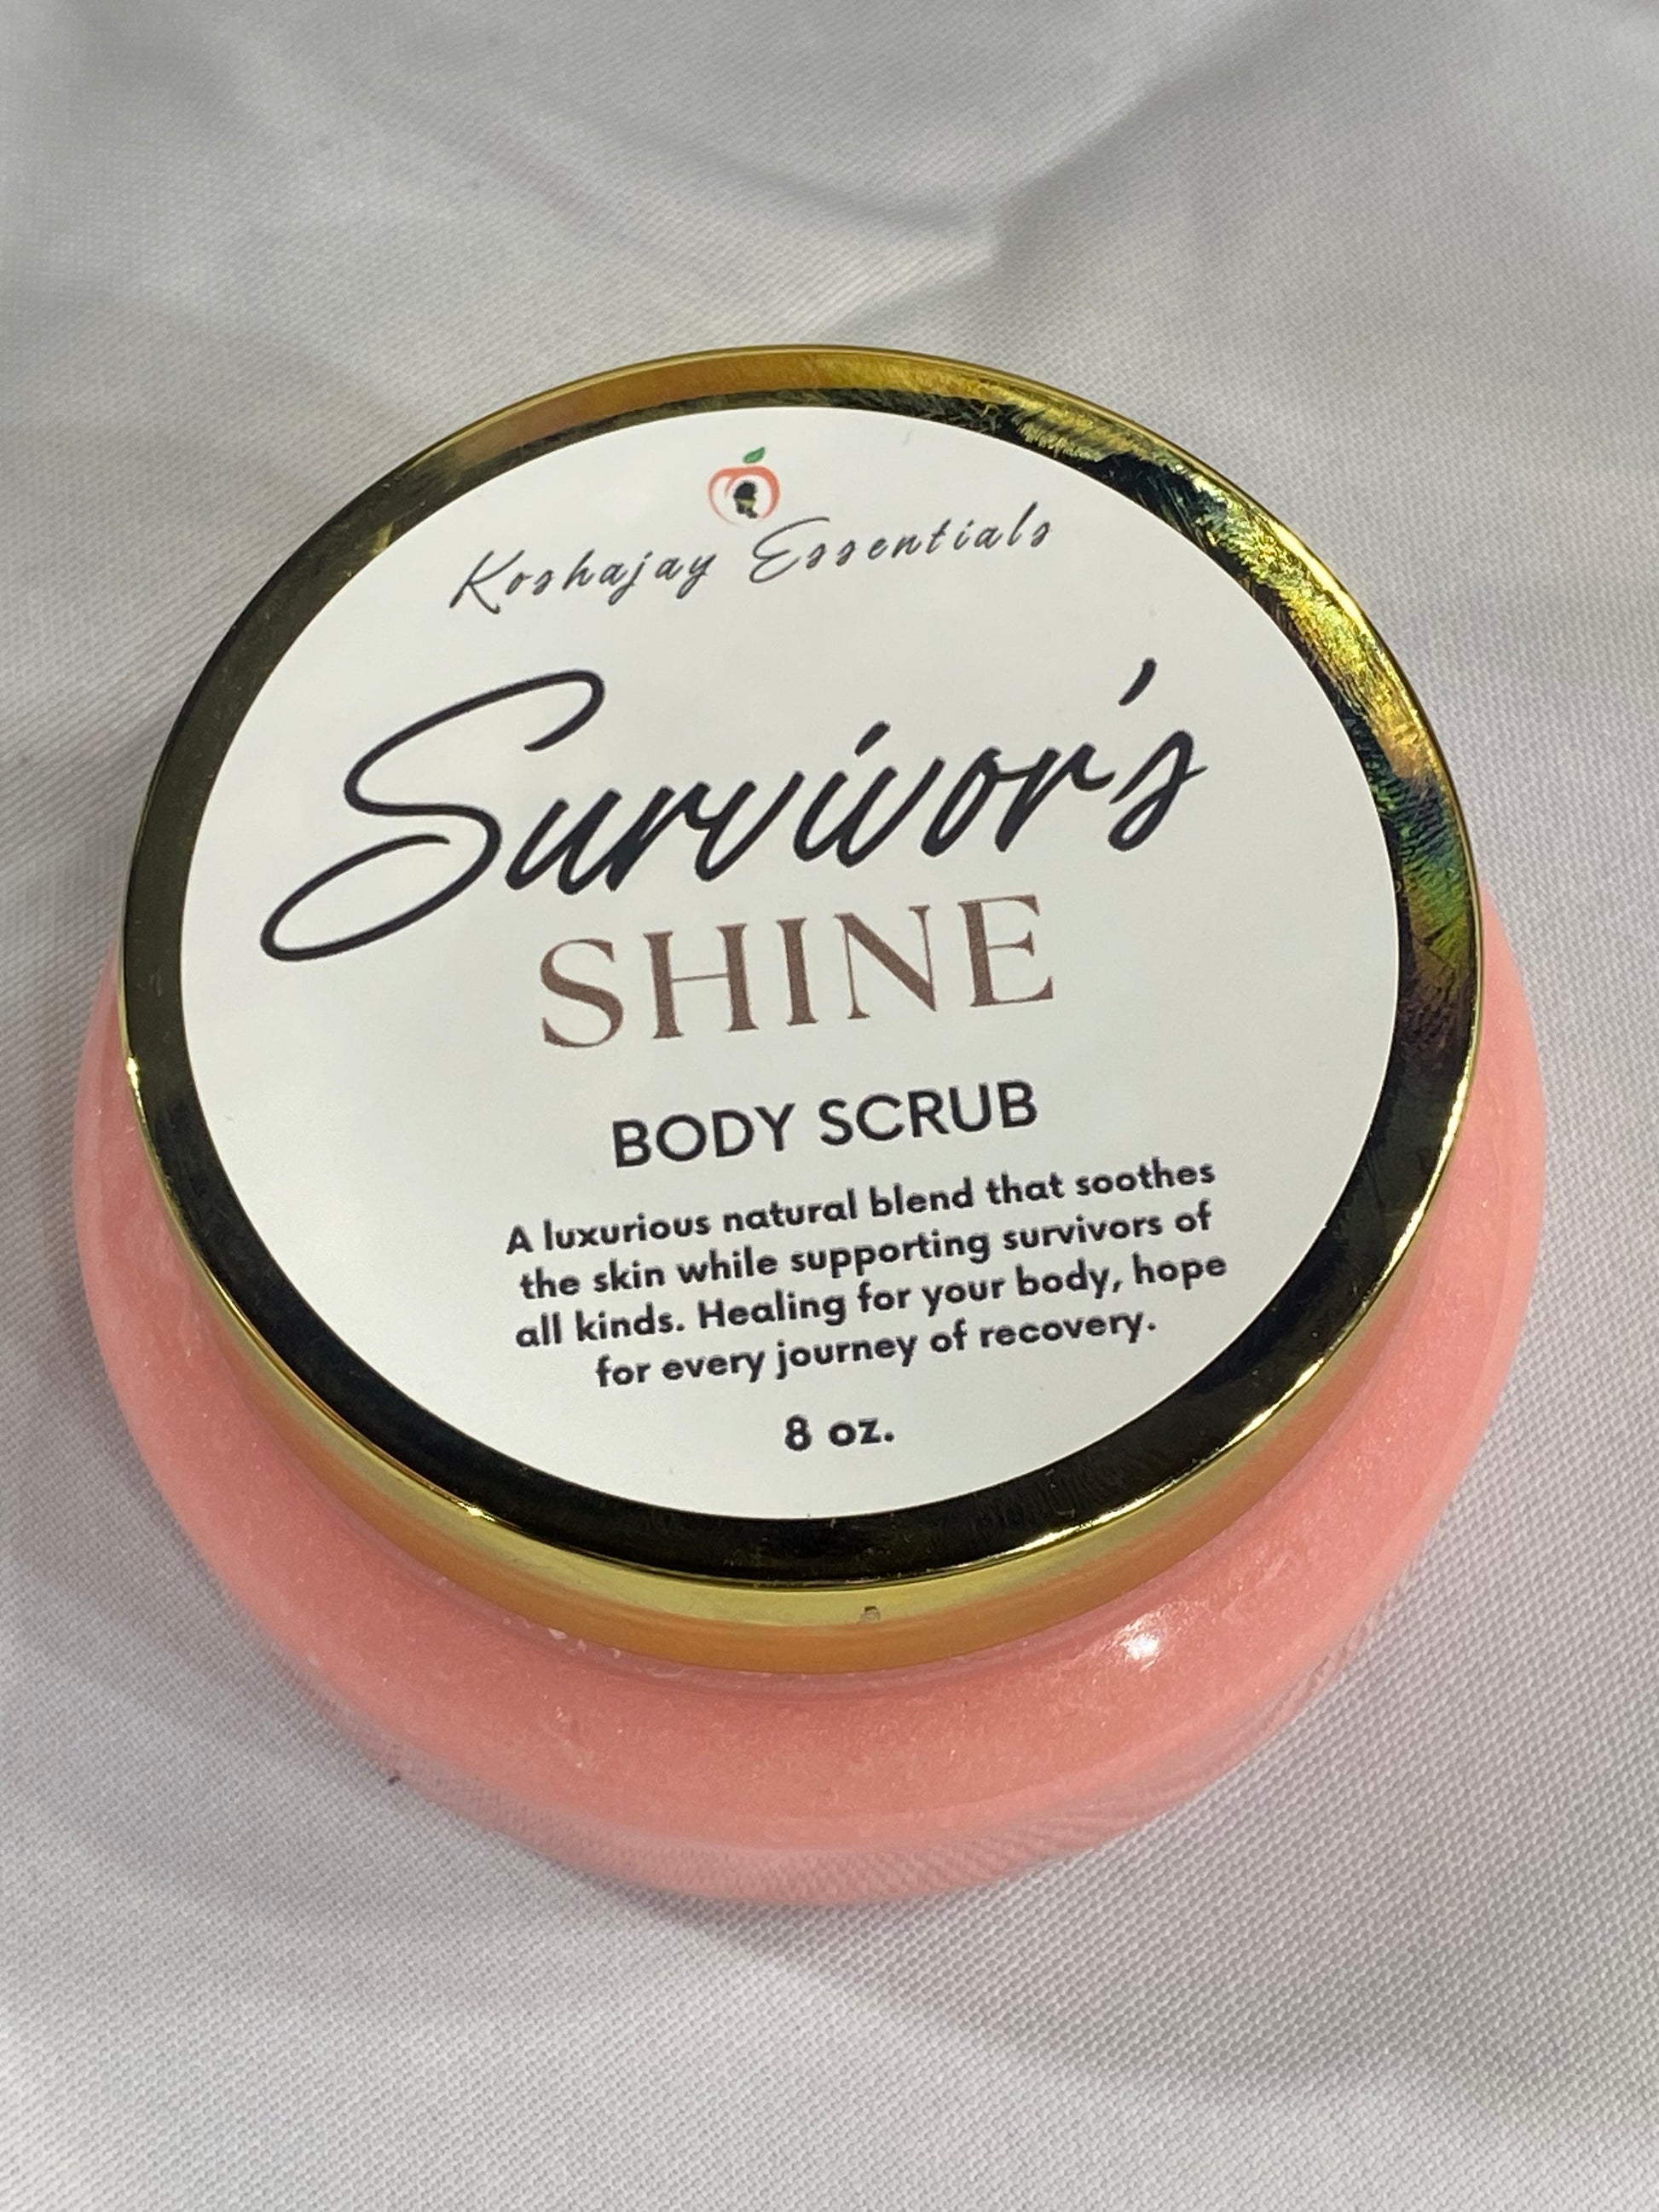 Koshajay Essentials
Survivor's
SHINE
BODY SCRUB
A luxurious natural blend that soothes
the skin while supporting survivors of
all kinds. Healing for your body, hope
for every journey of recovery.
8 oz.